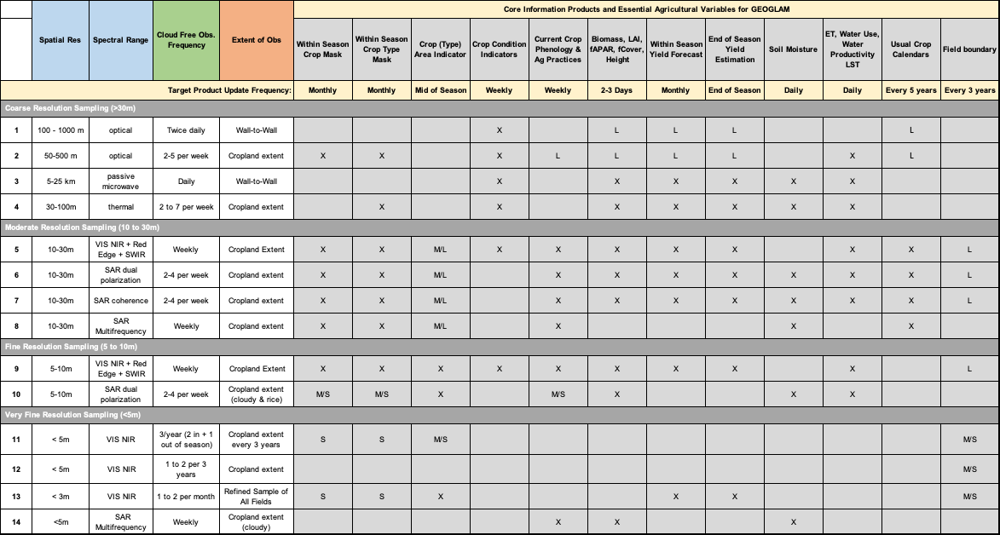 Core Information Products and Essential Agricultural Variables for GEOGLAM
Spatial Res | Spectral Range | Cloud Free Obs. Frequency | Extent of Obs | Within Season Crop Mask | Within Season Crop Type Mask | Crop (Type) Area Indicator | Crop Condition Indicators | Current Crop Phenology & Ag Practices | Biomass, LAI, fAPAR, fCover, Height | Within Season Yield Forecast | End of Season Yield Estimation | Soil Moisture | ET, Water Use, Water Productivity LST | Usual Crop Calendars | Field boundary
Target Product Update Frequency: | Monthly | Monthly | Mid of Season | Weekly | Weekly | 2-3 Days | Monthly | End of Season | Daily | Daily | Every 5 years | Every 3 years
Coarse Resolution Sampling (>30m)
1 | 100 - 1000 m | optical | Twice daily | Wall-to-Wall | | | | X | | L | L | L | | | L |
2 | 50-500 m | optical | 2-5 per week | Cropland extent | X | X | | X | L | L | L | L | | X | L |
3 | 5-25 km | passive microwave | Daily | Wall-to-Wall | | | | X | | X | X | X | X | X | |
4 | 30-100m | thermal | 2 to 7 per week | Cropland extent | | X | | X | | X | X | X | X | X | |
Moderate Resolution Sampling (10 to 30m)
5 | 10-30m | VIS NIR + Red Edge + SWIR | Weekly | Cropland Extent | X | X | M/L | X | X | X | X | X | | X | X | L
6 | 10-30m | SAR dual polarization | 2-4 per week | Cropland extent | X | X | M/L | | X | X | X | X | X | X | X | L
7 | 10-30m | SAR coherence | 2-4 per week | Cropland extent | X | X | M/L | | X | X | X | X | X | X | X | L
8 | 10-30m | SAR Multifrequency | Weekly | Cropland extent | X | X | M/L | | X | | | | X | | X |
Fine Resolution Sampling (5 to 10m)
9 | 5-10m | VIS NIR + Red Edge + SWIR | Weekly | Cropland Extent | X | X | X | X | X | X | X | X | | X | | L
10 | 5-10m | SAR dual polarization | 2-4 per week | Cropland extent (cloudy & rice) | M/S | M/S | X | | M/S | X | | | X | X | |
Very Fine Resolution Sampling (<5m)
11 | < 5m | VIS NIR | 3/year (2 in + 1 out of season) | Cropland extent every 3 years | S | S | M/S | | | | | | | | | M/S
12 | < 5m | VIS NIR | 1 to 2 per 3 years | Cropland extent | | | | | | | | | | | | M/S
13 | < 3m | VIS NIR | 1 to 2 per month | Refined Sample of All Fields | S | S | X | | | | X | X | | | | M/S
14 | <5m | SAR Multifrequency | Weekly | Cropland extent (cloudy) | | | | | X | X | | | X | | |